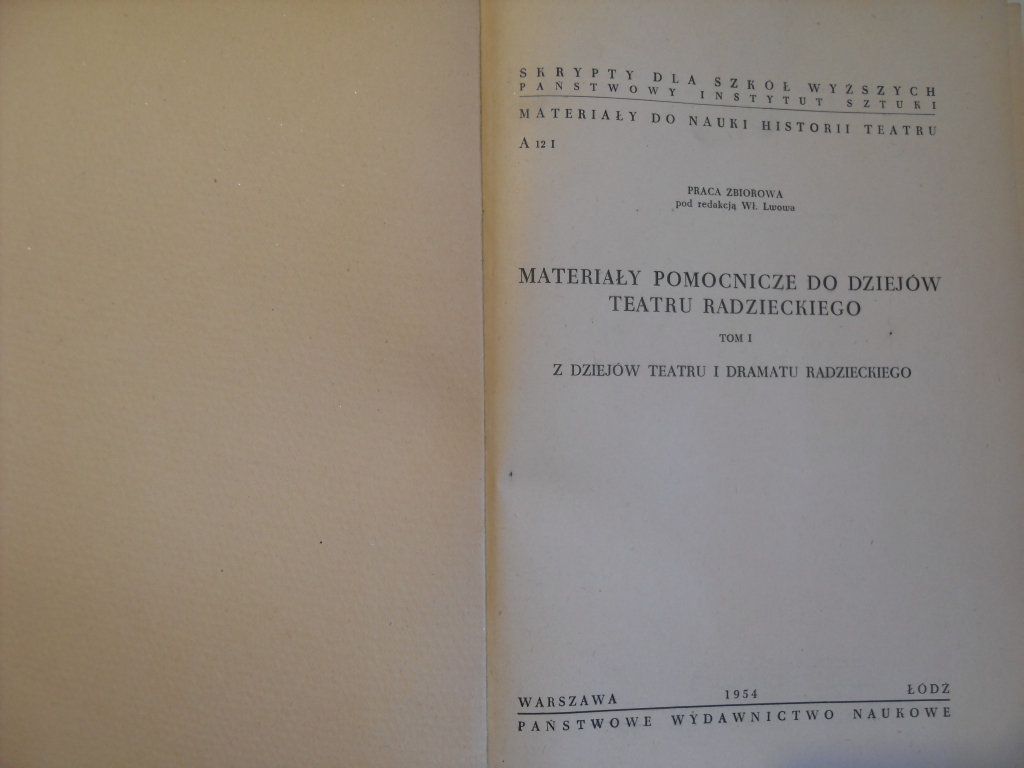 SKRYPTY DLA SZKÓŁ WYŻSZYCH
PAŃSTWOWY INSTYTUT SZTUKI
MATERIAŁY DO NAUKI HISTORII TEATRU
A 12 I
PRACA ZBIOROWA
pod redakcją Wł. Lwowa
MATERIAŁY POMOCNICZE DO DZIEJÓW
TEATRU RADZIECKIEGO
TOM I
Z DZIEJÓW TEATRU I DRAMATU RADZIECKIEGO
WARSZAWA 1954 ŁÓDŹ
PAŃSTWOWE WYDAWNICTWO NAUKOWE